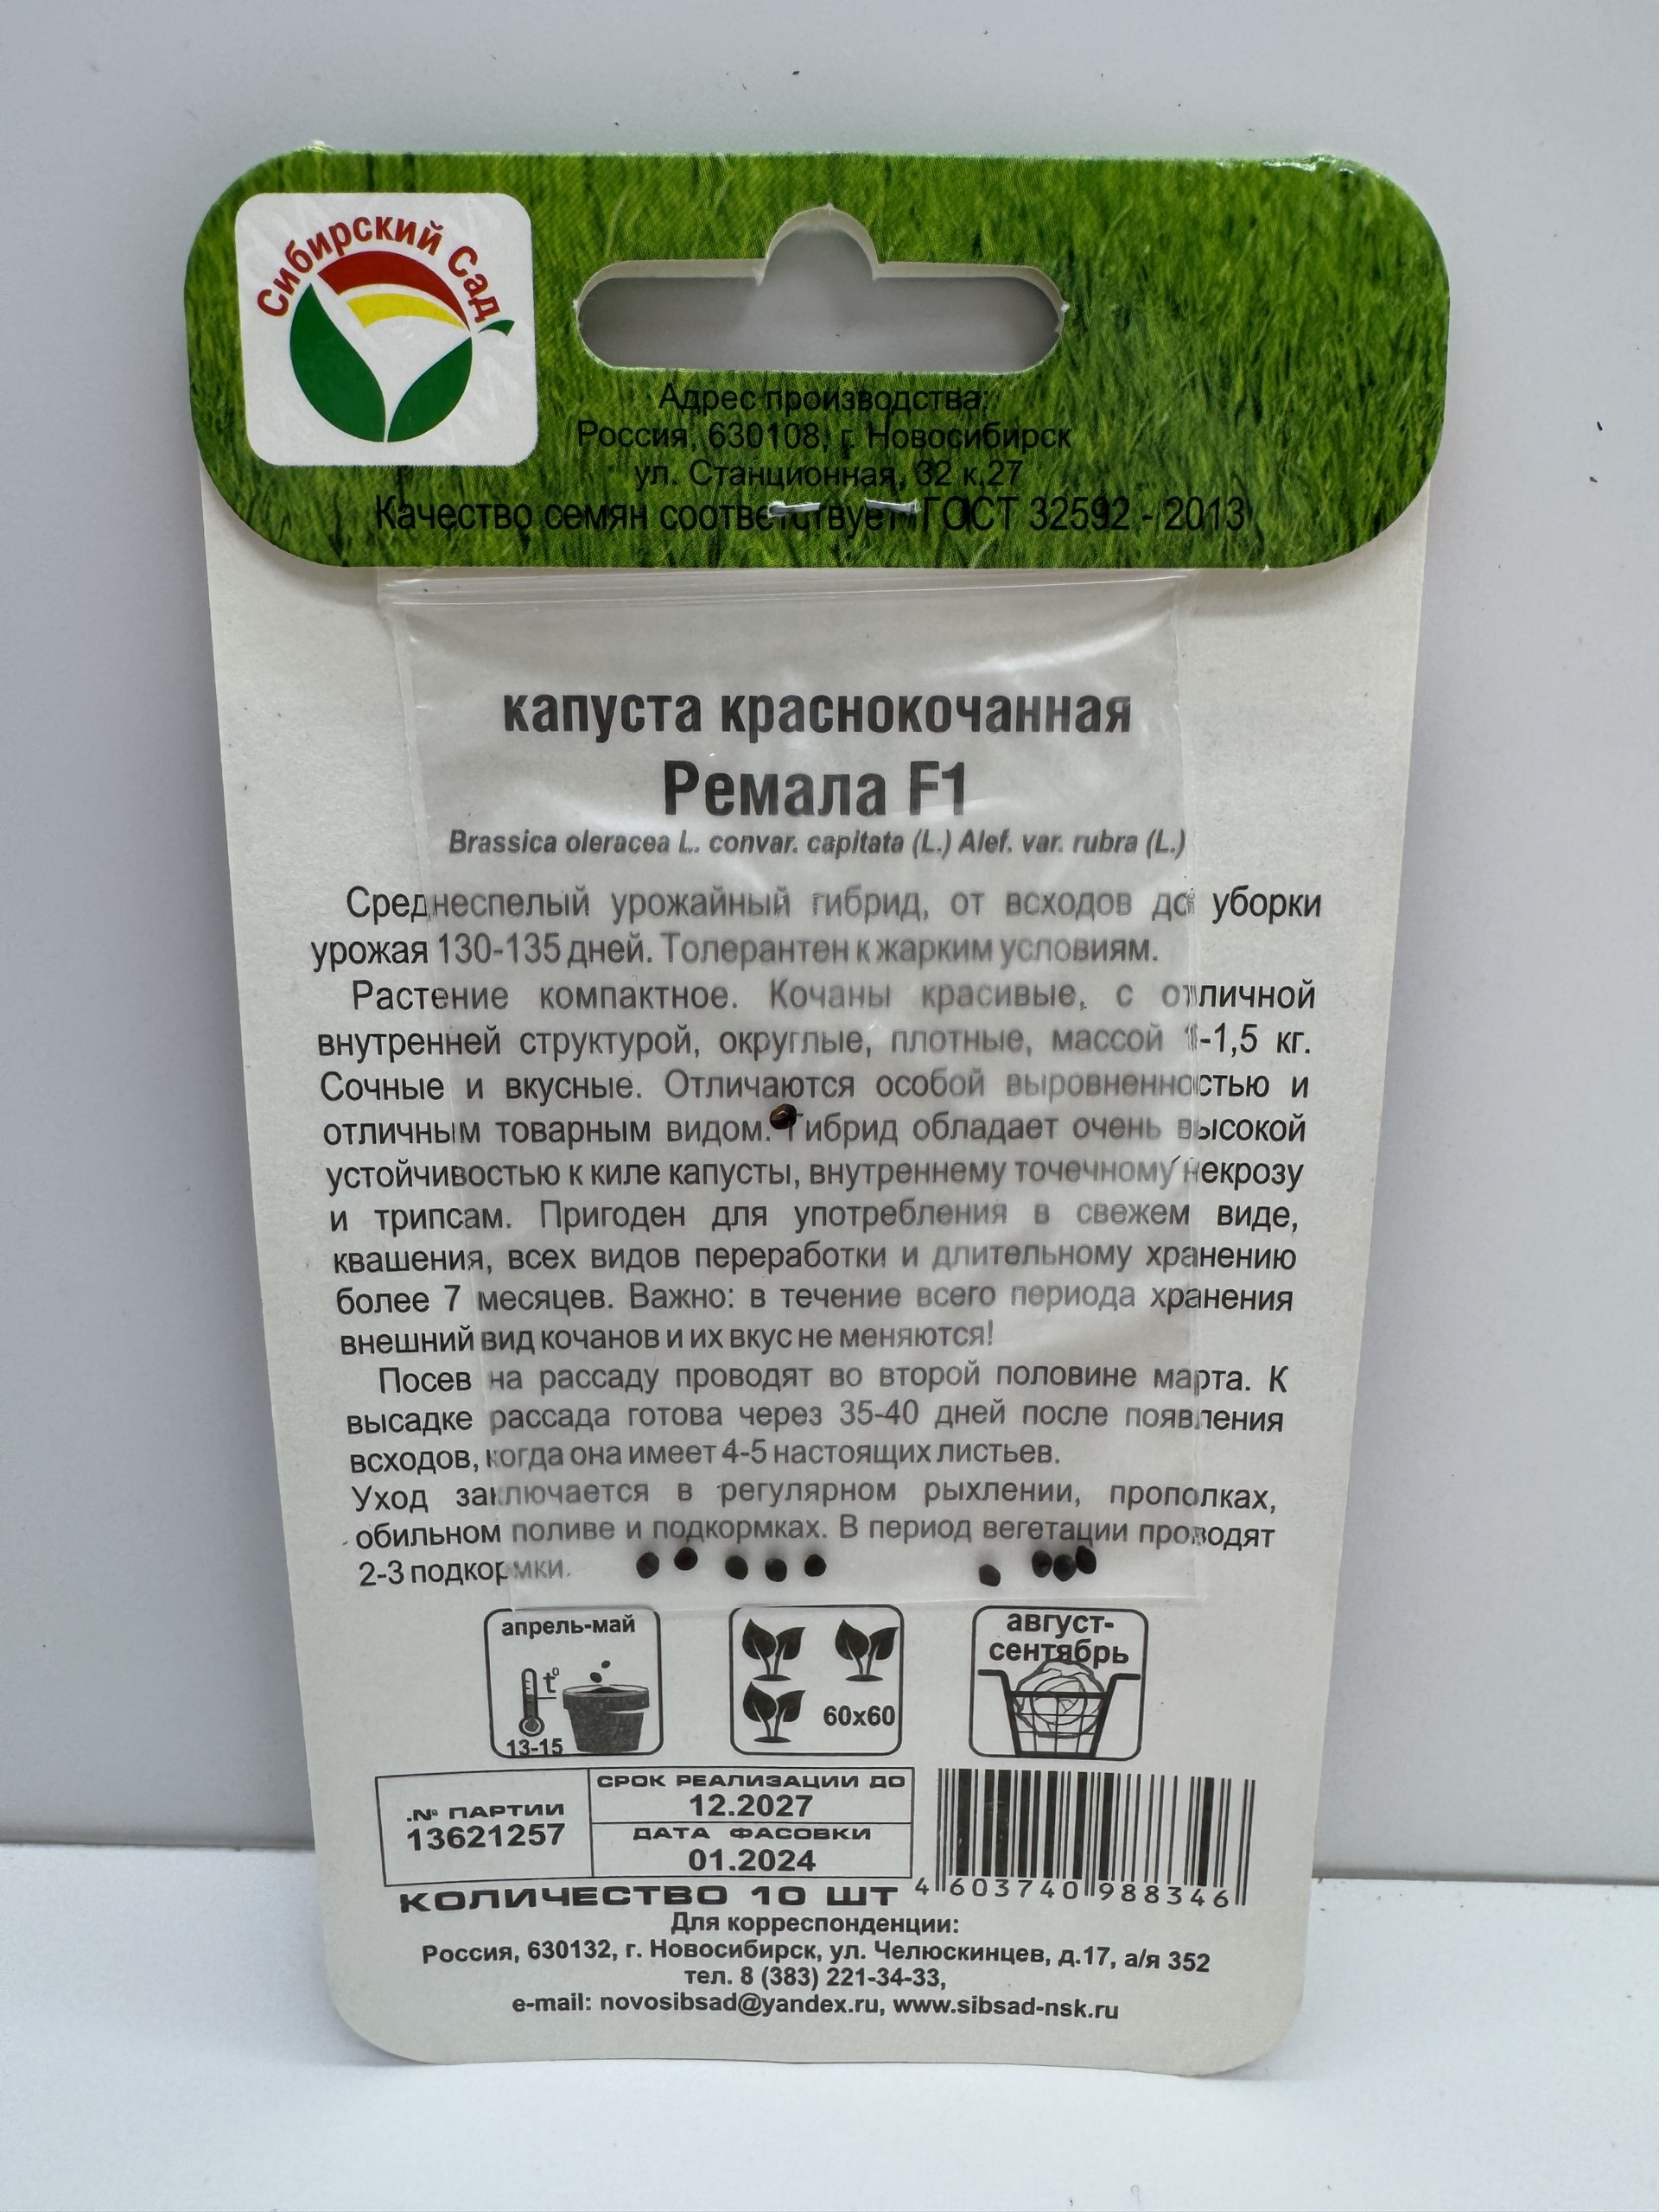 Сибирский Сад
Адрес производства:
Россия, 630108, г. Новосибирск
ул. Станционная, 32 к.27
Качество семян соответствует ГОСТ 32592 - 2013
капуста краснокочанная
Ремала F1
Brassica oleracea L. convar. capitata (L.) Alef. var. rubra (L.)
Среднеспелый урожайный гибрид, от всходов до уборки
урожая 130-135 дней. Толерантен к жарким условиям.
Растение компактное. Кочаны красивые, с отличной
внутренней структурой, округлые, плотные, массой 1-1,5 кг.
Сочные и вкусные. Отличаются особой выровненностью и
отличным товарным видом. Гибрид обладает очень высокой
устойчивостью к киле капусты, внутреннему точечному некрозу
и трипсам. Пригоден для употребления в свежем виде,
квашения, всех видов переработки и длительному хранению
более 7 месяцев. Важно: в течение всего периода хранения
внешний вид кочанов и их вкус не меняются!
Посев на рассаду проводят во второй половине марта. К
высадке рассада готова через 35-40 дней после появления
всходов, когда она имеет 4-5 настоящих листьев.
Уход заключается в регулярном рыхлении, прополках,
обильном поливе и подкормках. В период вегетации проводят
2-3 подкормки.
апрель-май
t°
13-15
60х60
август-
сентябрь
№ ПАРТИИ
13621257
СРОК РЕАЛИЗАЦИИ ДО
12.2027
ДАТА ФАСОВКИ
01.2024
КОЛИЧЕСТВО 10 ШТ
4 603740 988346
Для корреспонденции:
Россия, 630132, г. Новосибирск, ул. Челюскинцев, д.17, а/я 352
тел. 8 (383) 221-34-33,
e-mail: novosibsad@yandex.ru, www.sibsad-nsk.ru